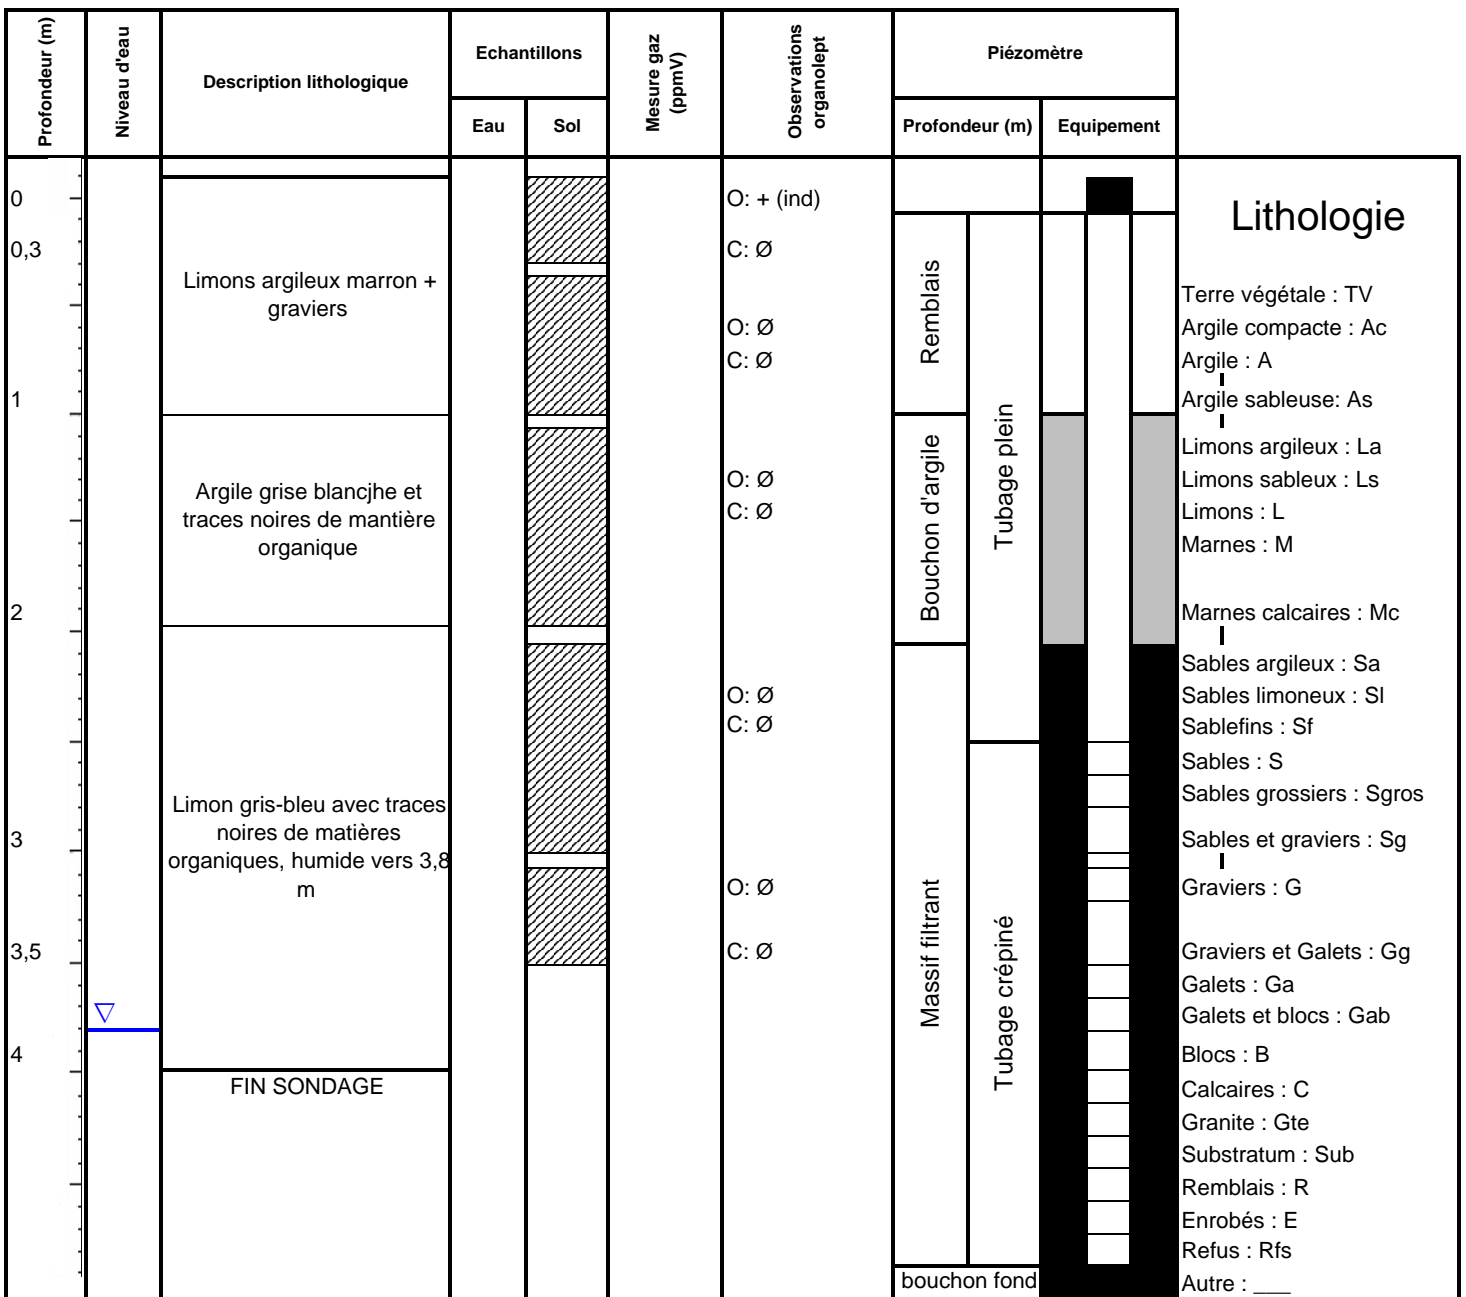 Profondeur (m)
Niveau d'eau
Description lithologique
Echantillons
Eau
Sol
Mesure gaz
(ppmV)
Observations
organolept
Piézomètre
Profondeur (m)
Equipement
0
0,3
1
2
3
3,5
4
Limons argileux marron +
graviers
Argile grise blancjhe et
traces noires de mantière
organique
Limon gris-bleu avec traces
noires de matières
organiques, humide vers 3,8
m
FIN SONDAGE
O: + (ind)
C: Ø
O: Ø
C: Ø
O: Ø
C: Ø
O: Ø
C: Ø
O: Ø
C: Ø
Remblais
Bouchon d'argile
Massif filtrant
Tubage plein
Tubage crépiné
bouchon fond
Lithologie
Terre végétale : TV
Argile compacte : Ac
Argile : A
Argile sableuse: As
Limons argileux : La
Limons sableux : Ls
Limons : L
Marnes : M
Marnes calcaires : Mc
Sables argileux : Sa
Sables limoneux : Sl
Sablefins : Sf
Sables : S
Sables grossiers : Sgros
Sables et graviers : Sg
Graviers : G
Graviers et Galets : Gg
Galets : Ga
Galets et blocs : Gab
Blocs : B
Calcaires : C
Granite : Gte
Substratum : Sub
Remblais : R
Enrobés : E
Refus : Rfs
Autre : ___